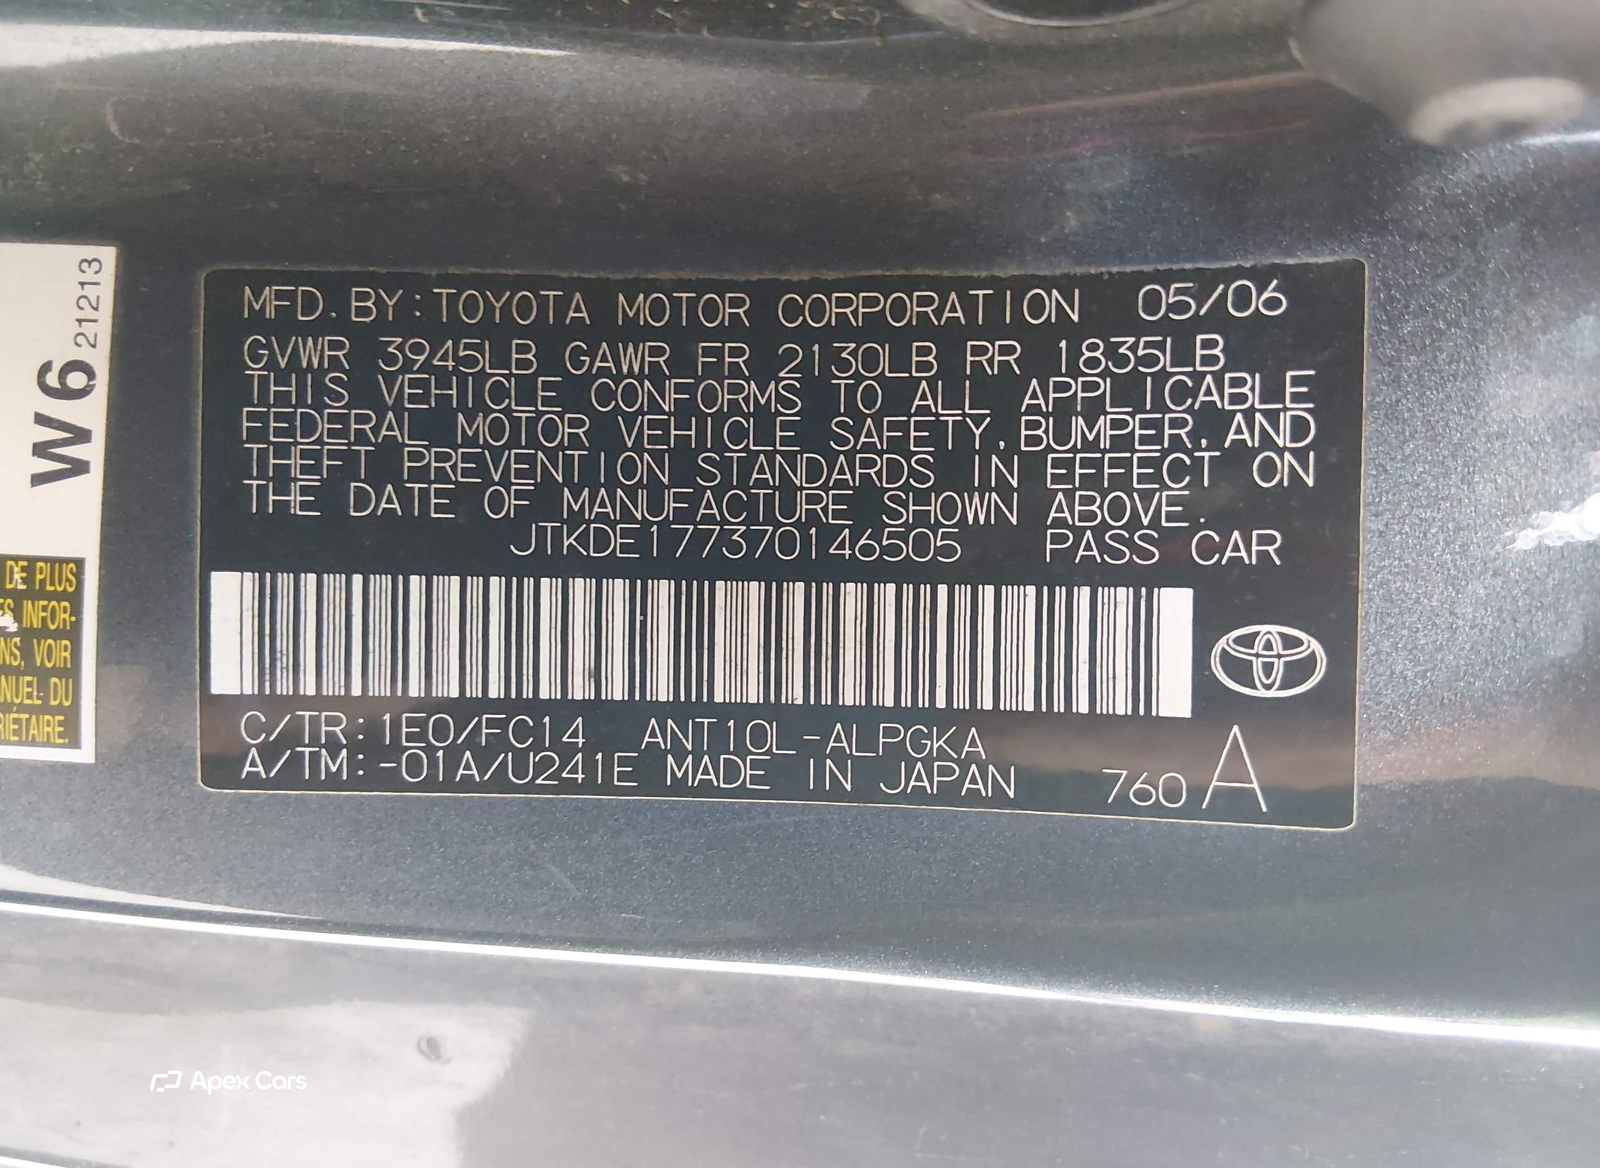 W6
21213
DE PLUS
ES INFOR-
NS, VOIR
ANUEL DU
RIÉTAIRE.
MFD. BY: TOYOTA MOTOR CORPORATION 05/06
GVWR 3945LB GAWR FR 2130LB RR 1835LB
THIS VEHICLE CONFORMS TO ALL APPLICABLE
FEDERAL MOTOR VEHICLE SAFETY, BUMPER, AND
THEFT PREVENTION STANDARDS IN EFFECT ON
THE DATE OF MANUFACTURE SHOWN ABOVE.
JTKDE177370146505 PASS CAR
C/TR: 1E0/FC14 ANT10L-ALPGKA
A/TM: -01A/U241E MADE IN JAPAN 760 A
Apex Cars